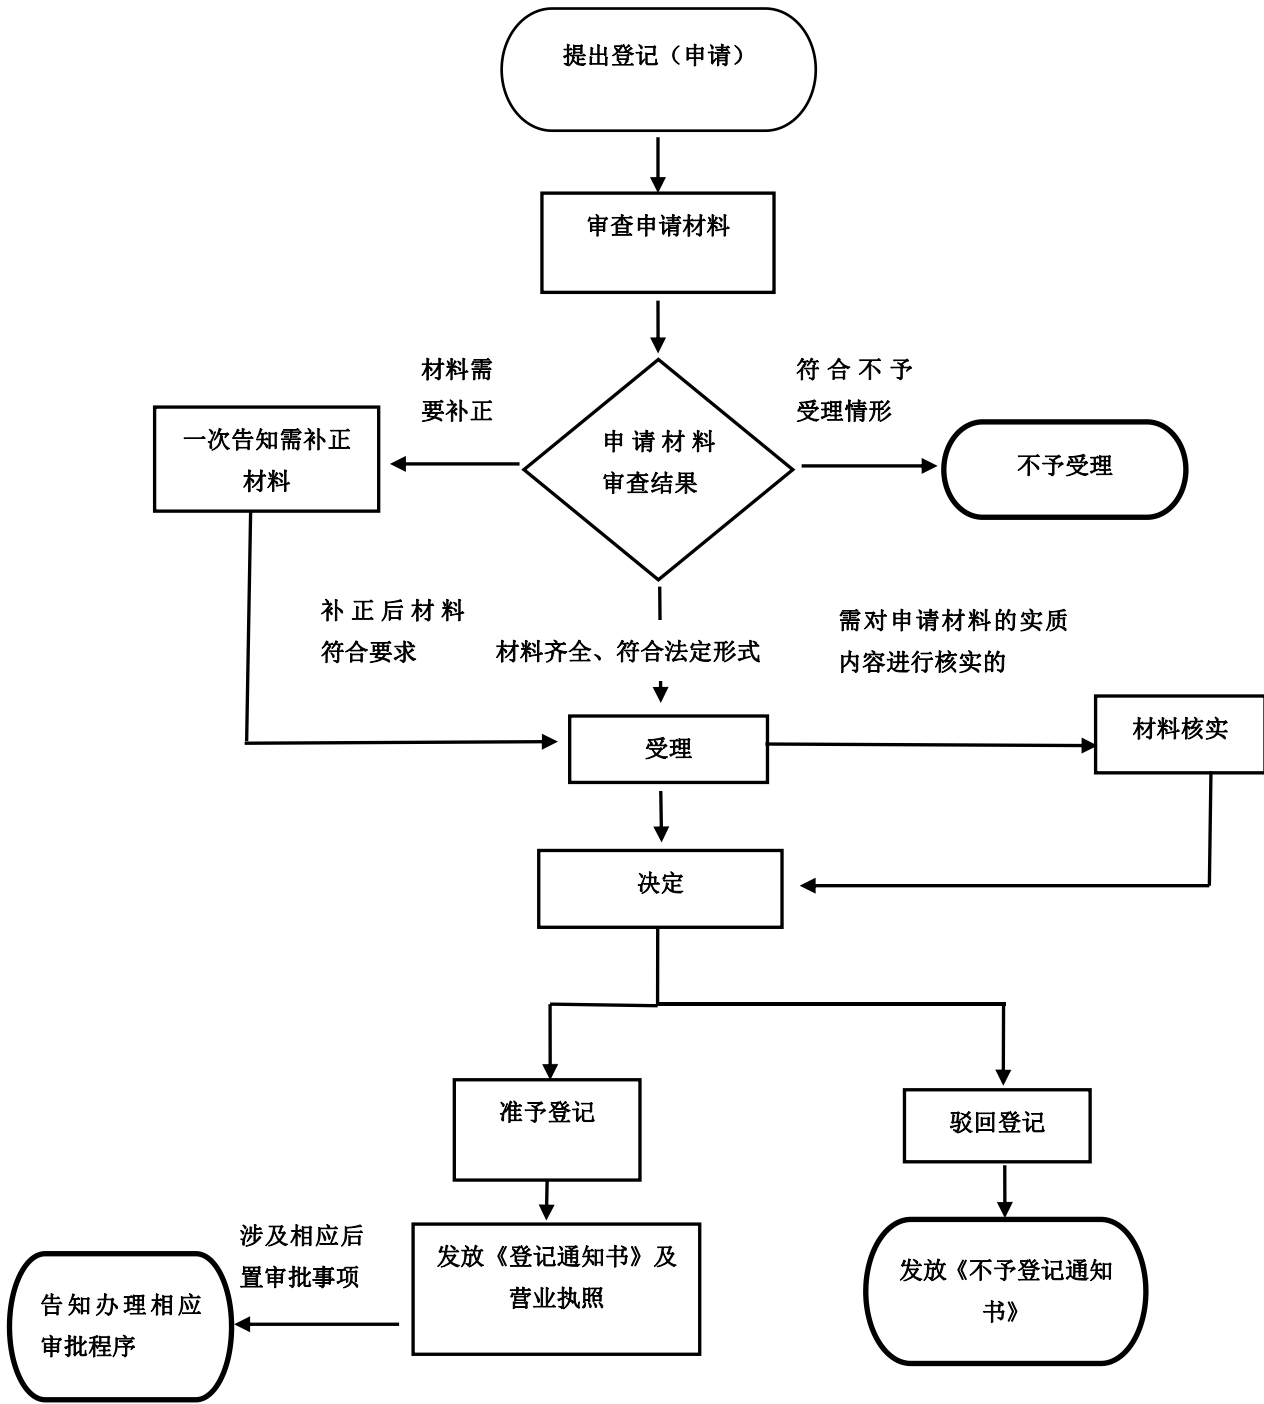 提出登记（申请）
审查申请材料
材料需
要补正
符合不予
受理情形
一次告知需补正
材料
申请材料
审查结果
不予受理
补正后材料
符合要求
材料齐全、符合法定形式
需对申请材料的实质
内容进行核实的
材料核实
受理
决定
准予登记
驳回登记
涉及相应后
置审批事项
发放《登记通知书》及
营业执照
发放《不予登记通知
书》
告知办理相应
审批程序